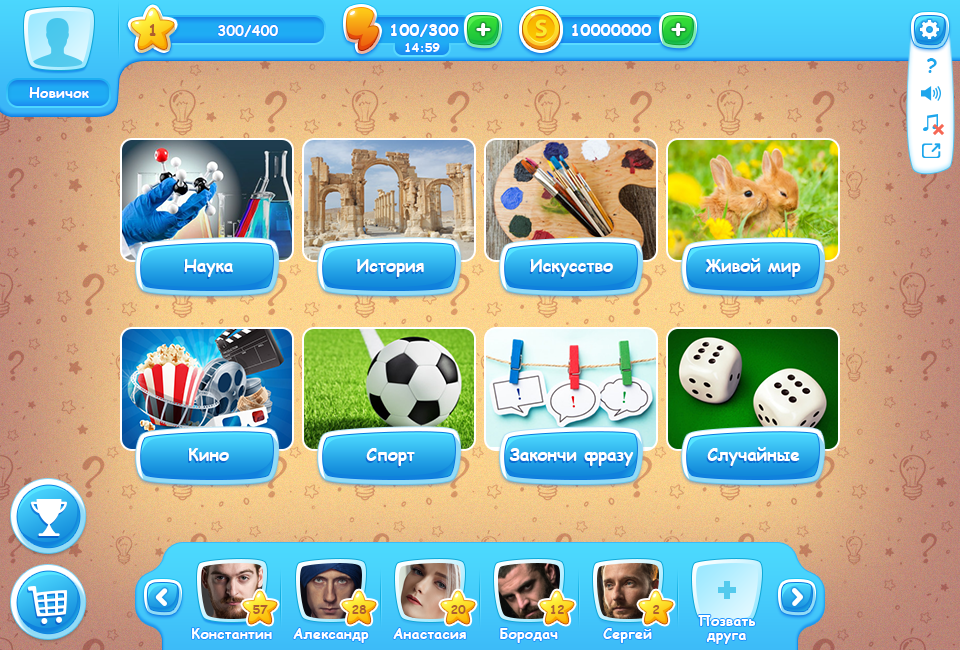 1
300/400
100/300
14:59
S
10000000
Новичок
?
Наука
История
Искусство
Живой мир
Кино
Спорт
Закончи фразу
Случайные
57
28
20
12
2
Константин
Александр
Анастасия
Бородач
Сергей
Позвать
друга